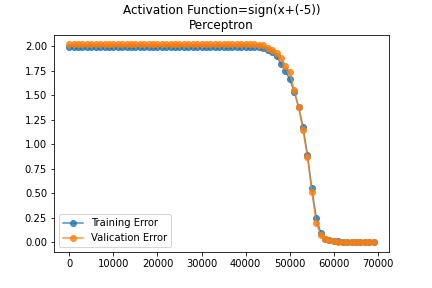 Activation Function=sign(x+(-5))
Perceptron
2.00
1.75
1.50
1.25
1.00
0.75
0.50
0.25
0.00
Training Error
Valication Error
0 10000 20000 30000 40000 50000 60000 70000